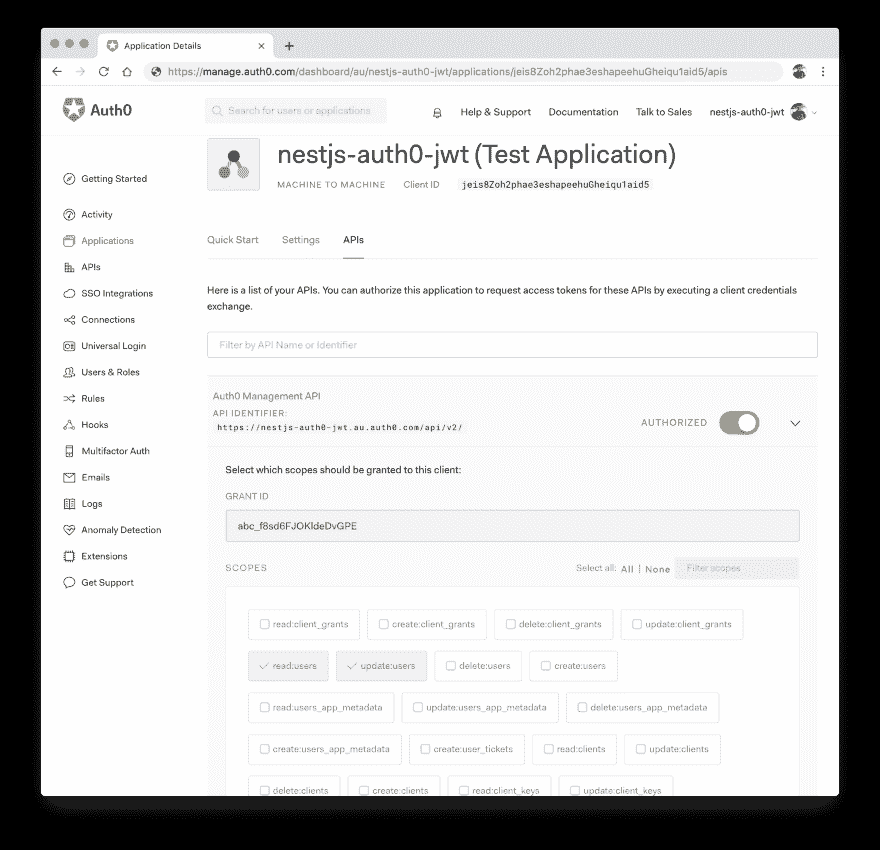 Application Details
https://manage.auth0.com/dashboard/au/nestjs-auth0-jwt/applications/jeis8Zoh2phae3eshapeehuGheiqu1aid5/apis
Auth0
Search for users or applications
Help & Support
Documentation
Talk to Sales
nestjs-auth0-jwt
nestjs-auth0-jwt (Test Application)
MACHINE TO MACHINE
Client ID
jeis8Zoh2phae3eshapeehuGheiqu1aid5
Getting Started
Activity
Applications
APIs
SSO Integrations
Connections
Universal Login
Users & Roles
Rules
Hooks
Multifactor Auth
Emails
Logs
Anomaly Detection
Extensions
Get Support
Quick Start
Settings
APIs
Here is a list of your APIs. You can authorize this application to request access tokens for these APIs by executing a client credentials
exchange.
Filter by API Name or Identifier
Auth0 Management API
API IDENTIFIER:
https://nestjs-auth0-jwt.au.auth0.com/api/v2/
AUTHORIZED
Select which scopes should be granted to this client:
GRANT ID
abc_f8sd6FJOKldeDvGPE
SCOPES
Select all: All | None
Filter scopes
read:client_grants
create:client_grants
delete:client_grants
update:client_grants
read:users
update:users
delete:users
create:users
read:users_app_metadata
update:users_app_metadata
delete:users_app_metadata
create:users_app_metadata
create:user_tickets
read:clients
update:clients
delete:clients
create:clients
read:client_keys
update:client_keys